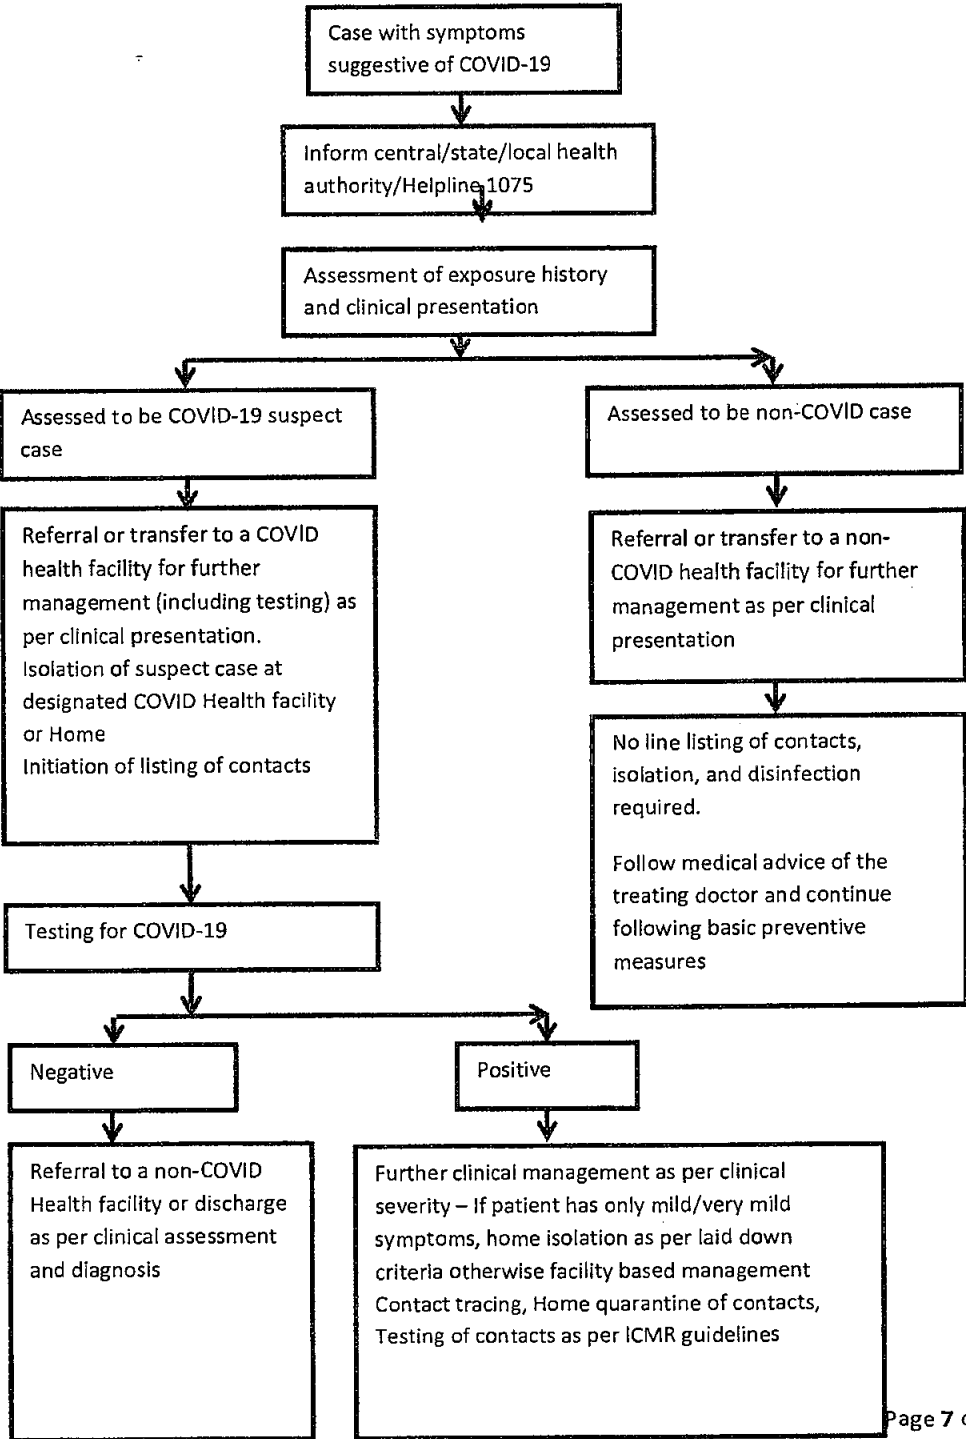 Case with symptoms
suggestive of COVID-19
Inform central/state/local health
authority/Helpline 1075
Assessment of exposure history
and clinical presentation
Assessed to be COVID-19 suspect
case
Assessed to be non-COVID case
Referral or transfer to a COVID
health facility for further
management (including testing) as
per clinical presentation.
Isolation of suspect case at
designated COVID Health facility
or Home
Initiation of listing of contacts
Referral or transfer to a non-
COVID health facility for further
management as per clinical
presentation
No line listing of contacts,
isolation, and disinfection
required.
Follow medical advice of the
treating doctor and continue
following basic preventive
measures
Testing for COVID-19
Negative
Positive
Referral to a non-COVID
Health facility or discharge
as per clinical assessment
and diagnosis
Further clinical management as per clinical
severity – If patient has only mild/very mild
symptoms, home isolation as per laid down
criteria otherwise facility based management
Contact tracing, Home quarantine of contacts,
Testing of contacts as per ICMR guidelines
Page 7